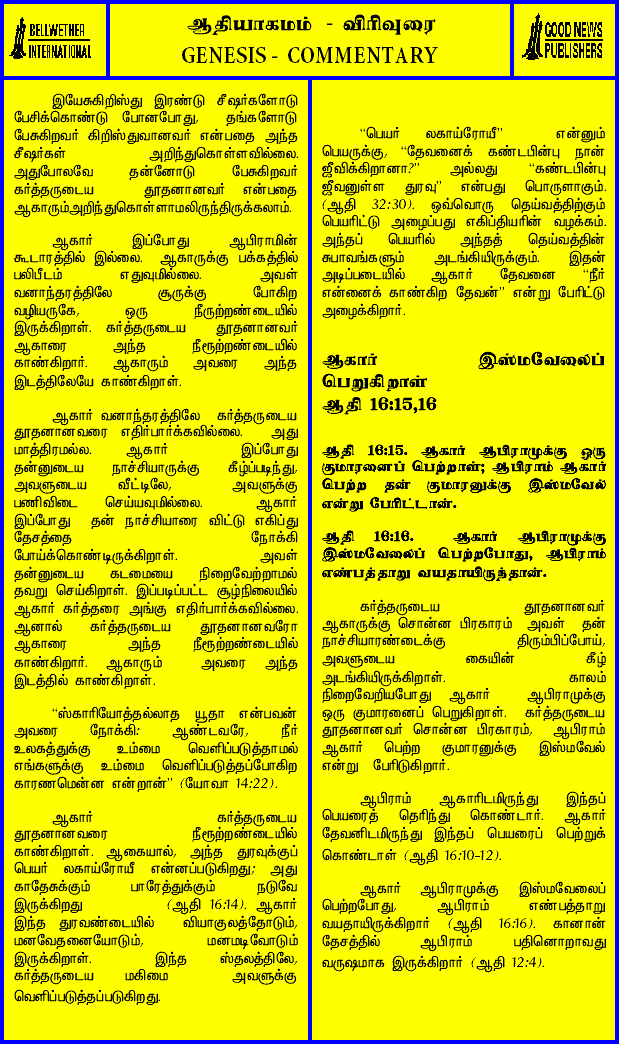 BELLWETHER
INTERNATIONAL
ஆதியாகமம் - விரிவுரை
GENESIS - COMMENTARY
GOOD NEWS
PUBLISHERS
இயேசுகிறிஸ்து இரண்டு சீஷர்களோடு
பேசிக்கொண்டு போனபோது, தங்களோடு
பேசுகிறவர் கிறிஸ்துவானவர் என்பதை அந்த
சீஷர்கள் அறிந்துகொள்ளவில்லை.
அதுபோலவே தன்னோடு பேசுகிறவர்
கர்த்தருடைய தூதனானவர் என்பதை
ஆகாரும்அறிந்துகொள்ளாமலிருந்திருக்கலாம்.
ஆகார் இப்போது ஆபிராமின்
கூடாரத்தில் இல்லை. ஆகாருக்கு பக்கத்தில்
பலிபீடம் எதுவுமில்லை. அவள்
வனாந்தரத்திலே சூருக்கு போகிற
வழியருகே, ஒரு நீருற்றண்டையில்
இருக்கிறாள். கர்த்தருடைய தூதனானவர்
ஆகாரை அந்த நீரூற்றண்டையில்
காண்கிறார். ஆகாரும் அவரை அந்த
இடத்திலேயே காண்கிறாள்.
ஆகார் வனாந்தரத்திலே கர்த்தருடைய
தூதனானவரை எதிர்பார்க்கவில்லை. அது
மாத்திரமல்ல. ஆகார் இப்போது
தன்னுடைய நாச்சியாருக்கு கீழ்ப்படிந்து,
அவளுடைய வீட்டிலே, அவளுக்கு
பணிவிடை செய்யவுமில்லை. ஆகார்
இப்போது தன் நாச்சியாரை விட்டு எகிப்து
தேசத்தை நோக்கி
போய்க்கொண்டிருக்கிறாள். அவள்
தன்னுடைய கடமையை நிறைவேற்றாமல்
தவறு செய்கிறாள். இப்படிப்பட்ட சூழ்நிலையில்
ஆகார் கர்த்தரை அங்கு எதிர்பார்க்கவில்லை.
ஆனால் கர்த்தருடைய தூதனானவரோ
ஆகாரை அந்த நீரூற்றண்டையில்
காண்கிறார். ஆகாரும் அவரை அந்த
இடத்தில் காண்கிறாள்.
“ஸ்காரியோத்தல்லாத யூதா என்பவன்
அவரை நோக்கி: ஆண்டவரே, நீர்
உலகத்துக்கு உம்மை வெளிப்படுத்தாமல்
எங்களுக்கு உம்மை வெளிப்படுத்தப்போகிற
காரணமென்ன என்றான்” (யோவா 14:22).
ஆகார் கர்த்தருடைய
தூதனானவரை நீரூற்றண்டையில்
காண்கிறாள். ஆகையால், அந்த துரவுக்குப்
பெயர் லகாய்ரோயீ என்னப்படுகிறது; அது
காதேசுக்கும் பாரேத்துக்கும் நடுவே
இருக்கிறது (ஆதி 16:14). ஆகார்
இந்த துரவண்டையில் வியாகுலத்தோடும்,
மனவேதனையோடும், மனமடிவோடும்
இருக்கிறாள். இந்த ஸ்தலத்திலே,
கர்த்தருடைய மகிமை அவளுக்கு
வெளிப்படுத்தப்படுகிறது.
“பெயர் லகாய்ரோயீ” என்னும்
பெயருக்கு, “தேவனைக் கண்டபின்பு நான்
ஜீவிக்கிறானா?” அல்லது “கண்டபின்பு
ஜீவனுள்ள துரவு” என்பது பொருளாகும்.
(ஆதி 32:30). ஒவ்வொரு தெய்வத்திற்கும்
பெயரிட்டு அழைப்பது எகிப்தியரின் வழக்கம்.
அந்தப் பெயரில் அந்தத் தெய்வத்தின்
சுபாவங்களும் அடங்கியிருக்கும். இதன்
அடிப்படையில் ஆகார் தேவனை “நீர்
என்னைக் காண்கிற தேவன்” என்று பேரிட்டு
அழைக்கிறார்.
ஆகார் இஸ்மவேலைப்
பெறுகிறாள்
ஆதி 16:15,16
ஆதி 16:15. ஆகார் ஆபிராமுக்கு ஒரு
குமாரனைப் பெற்றாள்; ஆபிராம் ஆகார்
பெற்ற தன் குமாரனுக்கு இஸ்மவேல்
என்று பேரிட்டான்.
ஆதி 16:16. ஆகார் ஆபிராமுக்கு
இஸ்மவேலைப் பெற்றபோது, ஆபிராம்
எண்பத்தாறு வயதாயிருந்தான்.
கர்த்தருடைய தூதனானவர்
ஆகாருக்கு சொன்ன பிரகாரம் அவள் தன்
நாச்சியாரண்டைக்கு திரும்பிப்போய்,
அவளுடைய கையின் கீழ்
அடங்கியிருக்கிறாள். காலம்
நிறைவேறியபோது ஆகார் ஆபிராமுக்கு
ஒரு குமாரனைப் பெறுகிறாள். கர்த்தருடைய
தூதனானவர் சொன்ன பிரகாரம், ஆபிராம்
ஆகார் பெற்ற குமாரனுக்கு இஸ்மவேல்
என்று பேரிடுகிறார்.
ஆபிராம் ஆகாரிடமிருந்து இந்தப்
பெயரைத் தெரிந்து கொண்டார். ஆகார்
தேவனிடமிருந்து இந்தப் பெயரைப் பெற்றுக்
கொண்டாள் (ஆதி 16:10-12).
ஆகார் ஆபிராமுக்கு இஸ்மவேலைப்
பெற்றபோது, ஆபிராம் எண்பத்தாறு
வயதாயிருக்கிறார் (ஆதி 16:16). கானான்
தேசத்தில் ஆபிராம் பதினொறாவது
வருஷமாக இருக்கிறார் (ஆதி 12:4).